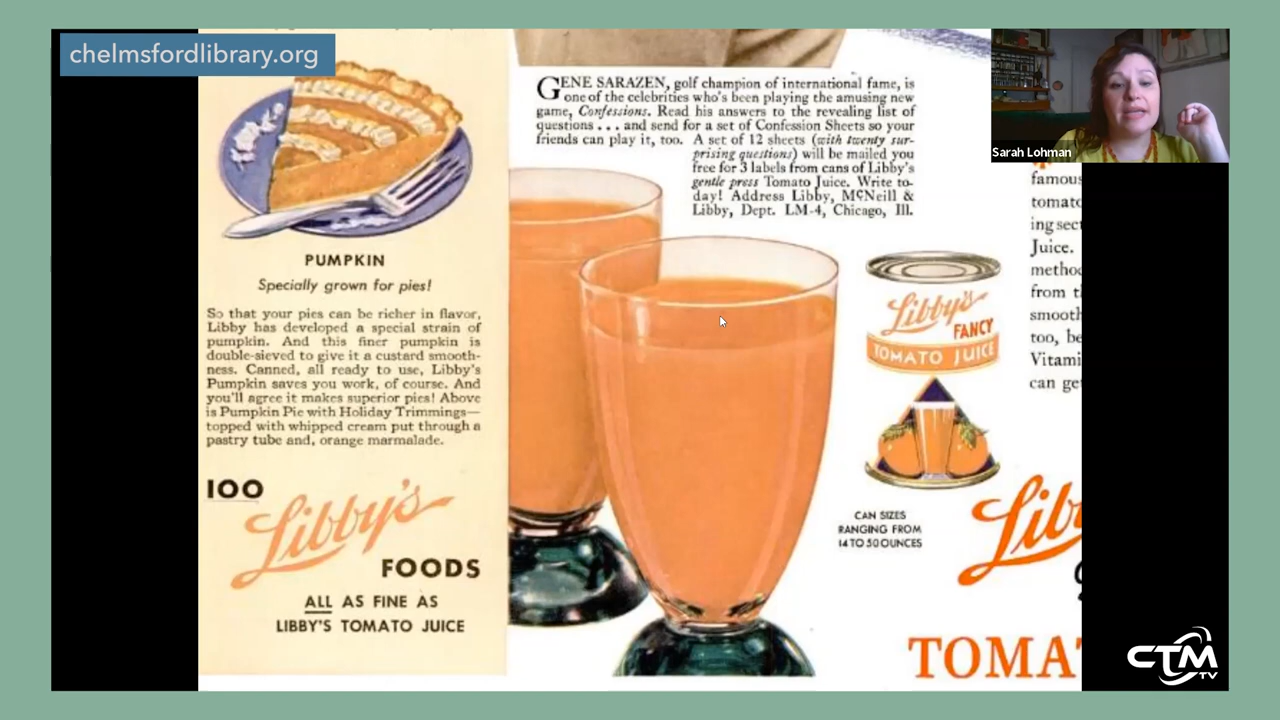 chelmsfordlibrary.org
PUMPKIN
Specially grown for pies!
So that your pies can be richer in flavor,
Libby has developed a special strain of
pumpkin. And this finer pumpkin is
double-sieved to give it a custard smooth-
ness. Canned, all ready to use, Libby's
Pumpkin saves you work, of course. And
you'll agree it makes superior pies! Above
is Pumpkin Pie with Holiday Trimmings—
topped with whipped cream put through a
pastry tube and, orange marmalade.
100
Libby's
FOODS
ALL AS FINE AS
LIBBY'S TOMATO JUICE
GENE SARAZEN, golf champion of international fame, is
one of the celebrities who's been playing the amusing new
game, Confessions. Read his answers to the revealing list of
questions . . . and send for a set of Confession Sheets so your
friends can play it, too. A set of 12 sheets (with twenty sur-
prising questions) will be mailed you
free for 3 labels from cans of Libby's
gentle press Tomato Juice. Write to-
day! Address Libby, McNeill &
Libby, Dept. LM-4, Chicago, Ill.
Libby's
FANCY
TOMATO JUICE
CAN SIZES
RANGING FROM
14 TO 50 OUNCES
famous
tomato
ing sec
Juice.
metho
from t
smooth
too, be
Vitami
can ge
Lib
TOMA
Sarah Lohman
CTM
TV